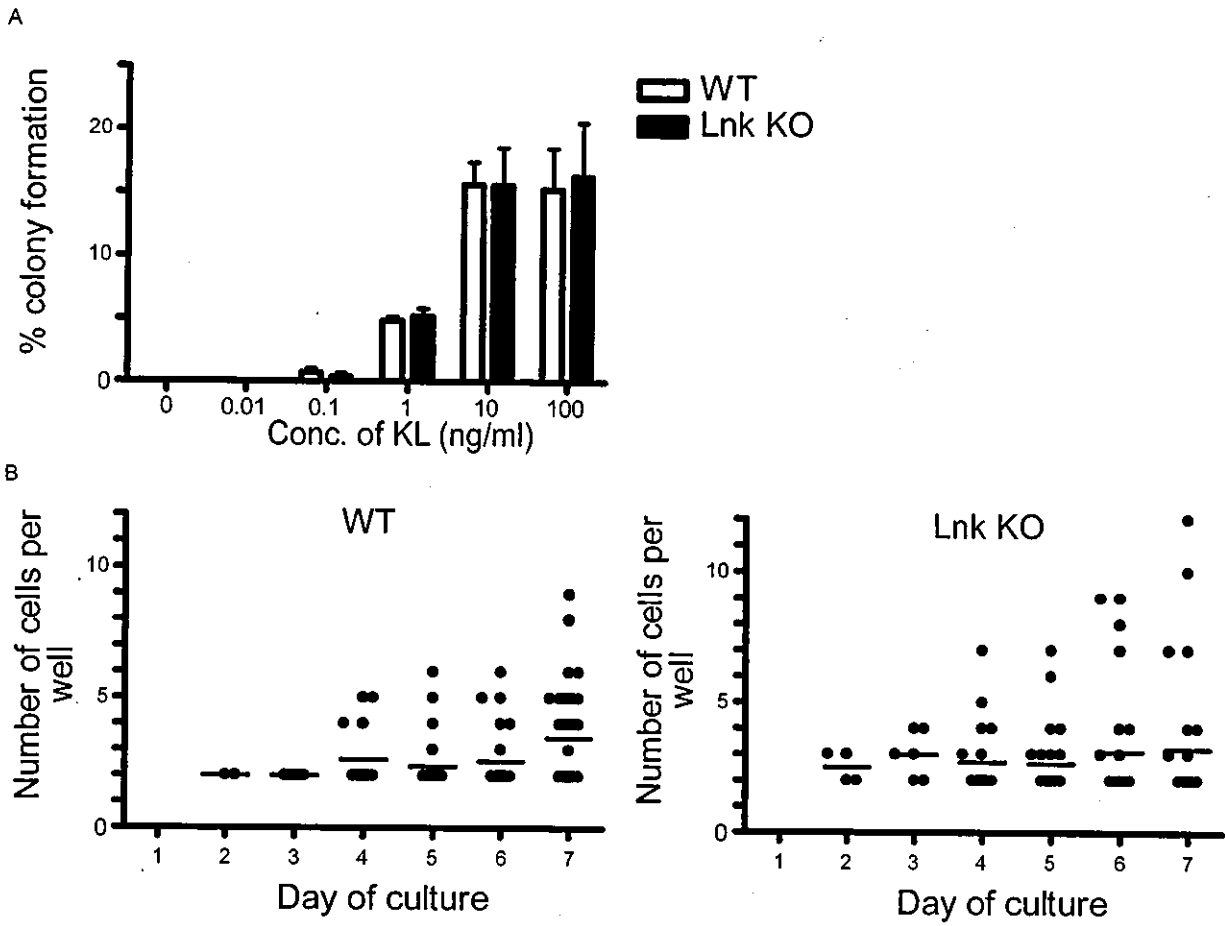 A
% colony formation
20
10
0
0 0.01 0.1 1 10 100
Conc. of KL (ng/ml)
WT
Lnk KO
B
WT
Number of cells per
well
10
5
0
1 2 3 4 5 6 7
Day of culture
Lnk KO
Number of cells per
well
10
5
0
1 2 3 4 5 6 7
Day of culture